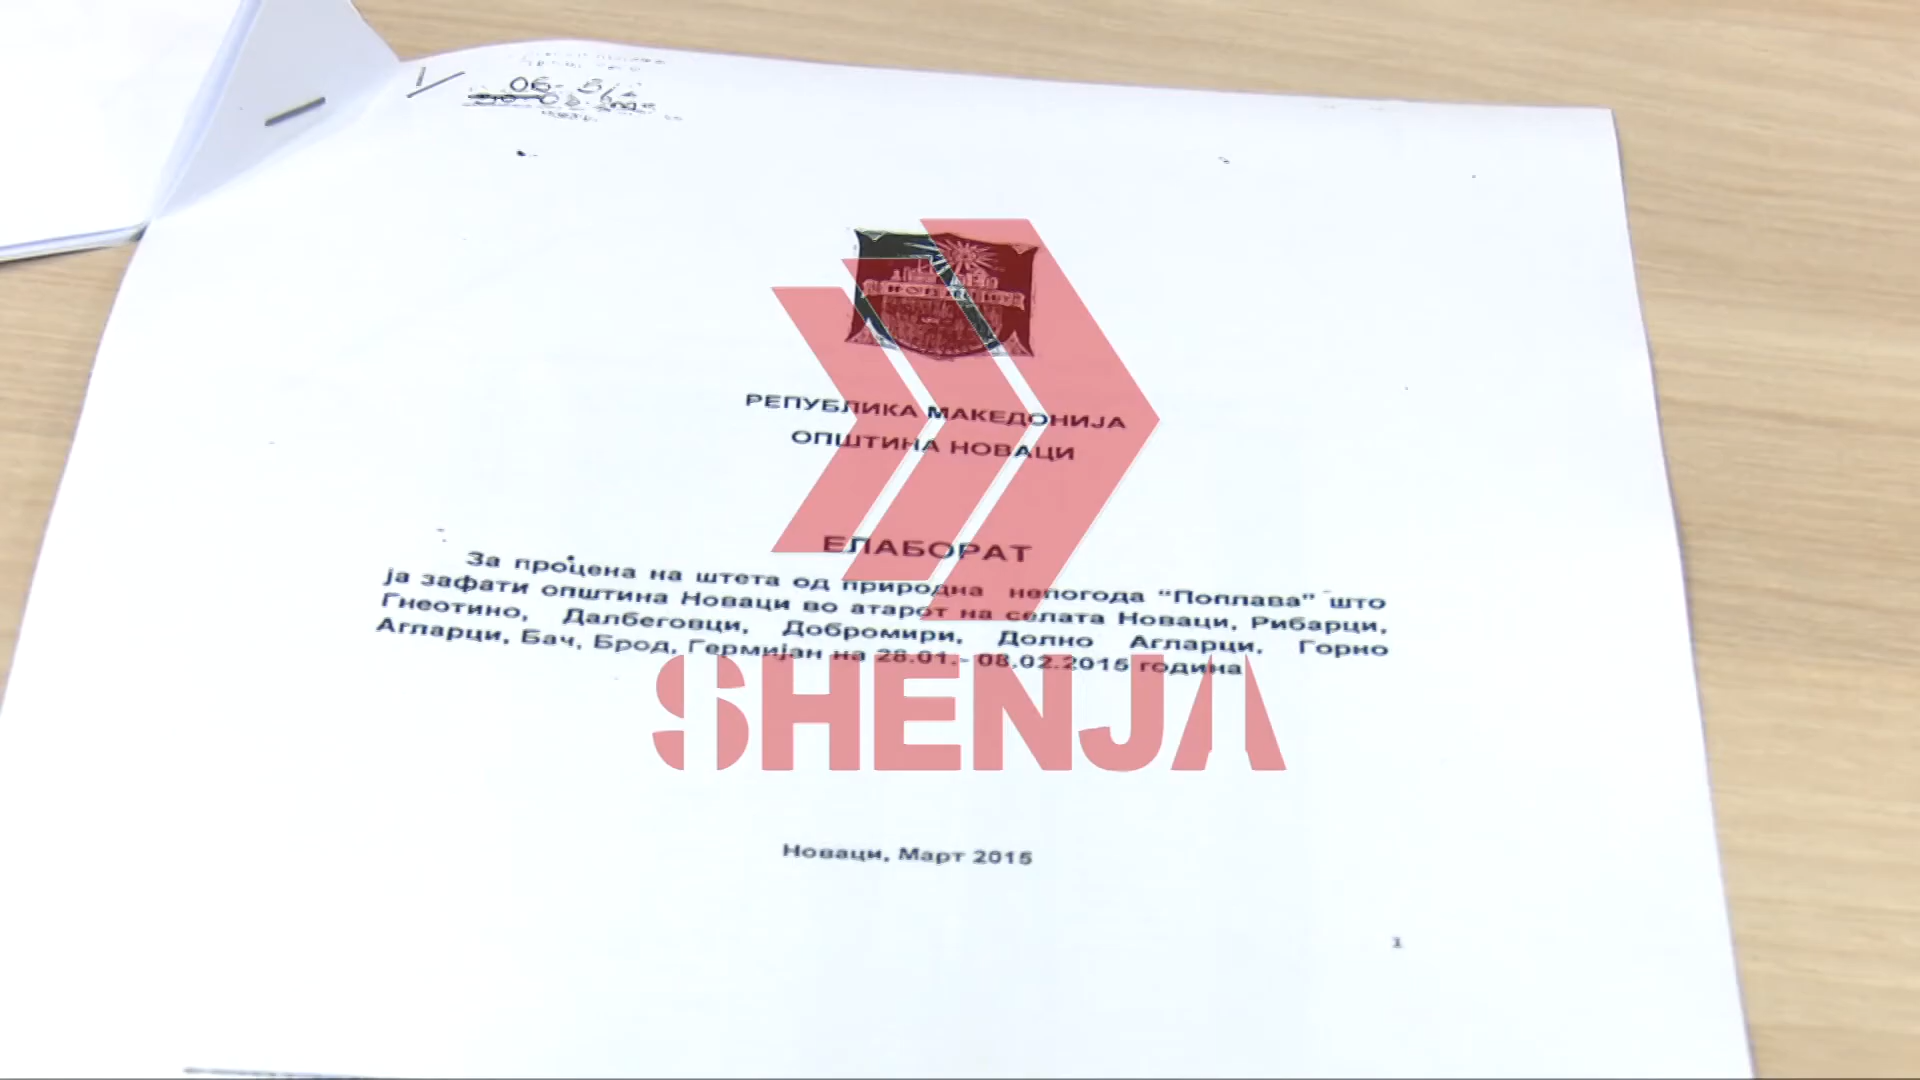 РЕПУБЛИКА МАКЕДОНИЈА
ОПШТИНА НОВАЦИ
ЕЛАБОРАТ
За процена на штета од природна непогода “Поплава” што
ја зафати општина Новаци во атарот на селата Новаци, Рибарци,
Гнеотино, Далбеговци, Добромири, Долно Агларци, Горно
Агларци, Бач, Брод, Гермијан на 28.01.- 08.02.2015 година
SHENJA
Новаци, Март 2015
1